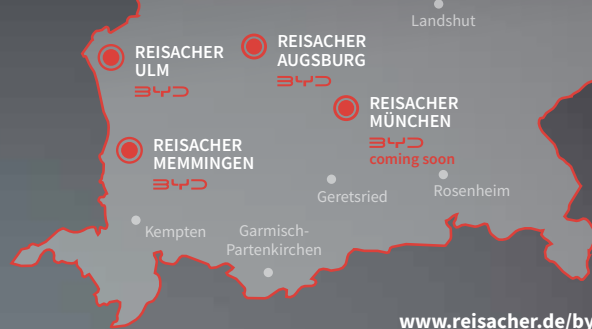 Landshut
REISACHER
ULM
BYD
REISACHER
AUGSBURG
BYD
REISACHER
MÜNCHEN
BYD
coming soon
REISACHER
MEMMINGEN
BYD
Geretsried
Rosenheim
Kempten
Garmisch-
Partenkirchen
www.reisacher.de/by